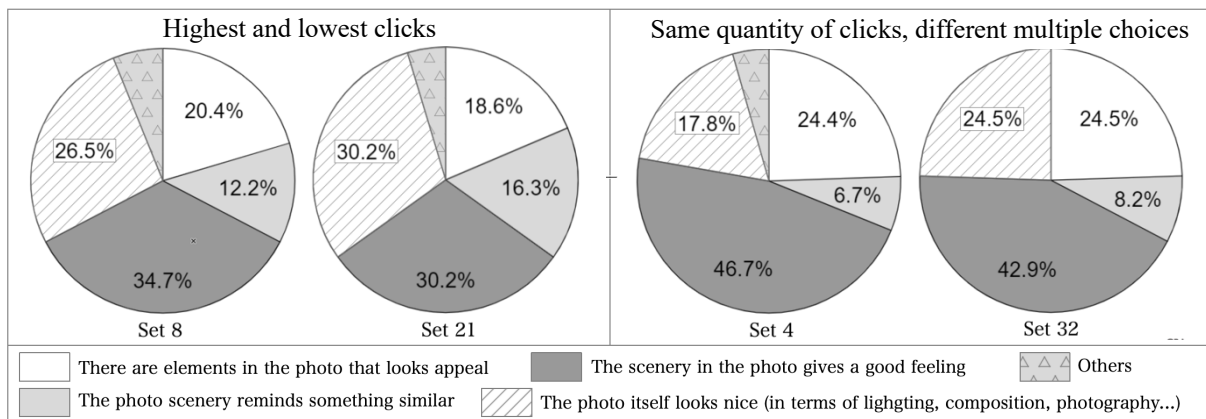 Highest and lowest clicks
Same quantity of clicks, different multiple choices
20.4%
12.2%
34.7%
26.5%
Set 8
18.6%
16.3%
30.2%
30.2%
Set 21
24.4%
6.7%
46.7%
17.8%
Set 4
24.5%
8.2%
42.9%
24.5%
Set 32
There are elements in the photo that looks appeal
The scenery in the photo gives a good feeling
Others
The photo scenery reminds something similar
The photo itself looks nice (in terms of lighgting, composition, photography...)